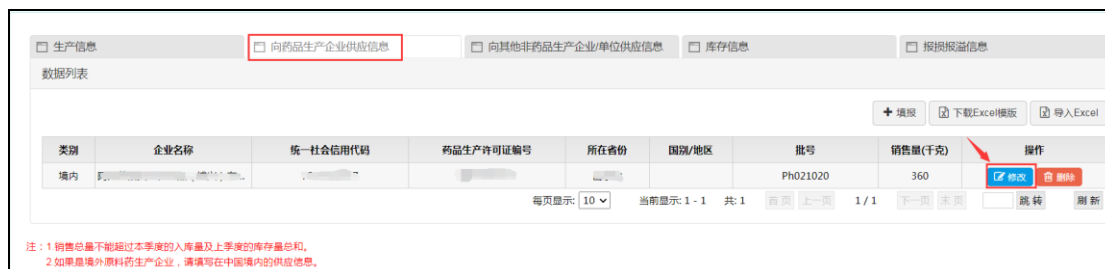 生产信息 向药品生产企业供应信息 向其他非药品生产企业/单位供应信息 库存信息 报损报溢信息
数据列表
填报 下载Excel模版 导入Excel
类别 企业名称 统一社会信用代码 药品生产许可证编号 所在省份 国别/地区 批号 销售量(千克) 操作
境内 Ph021020 360 修改 删除
每页显示: 10 当前显示: 1 - 1 共: 1 首页 上一页 1 / 1 下一页 末页 跳转 刷新
注：1.销售总量不能超过本季度的入库量及上季度的库存量总和。
2.如果是境外原料药生产企业，请填写在中国境内的供应信息。